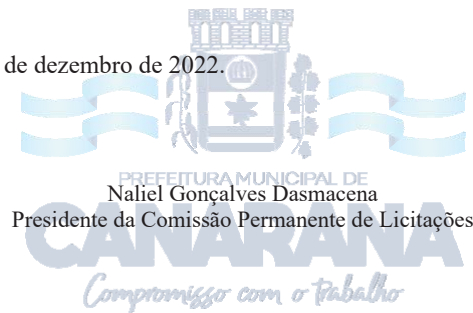 de dezembro de 2022.
PREFEITURA MUNICIPAL DE
Naliel Gonçalves Dasmacena
Presidente da Comissão Permanente de Licitações
CANARANA
Compromisso com o Trabalho